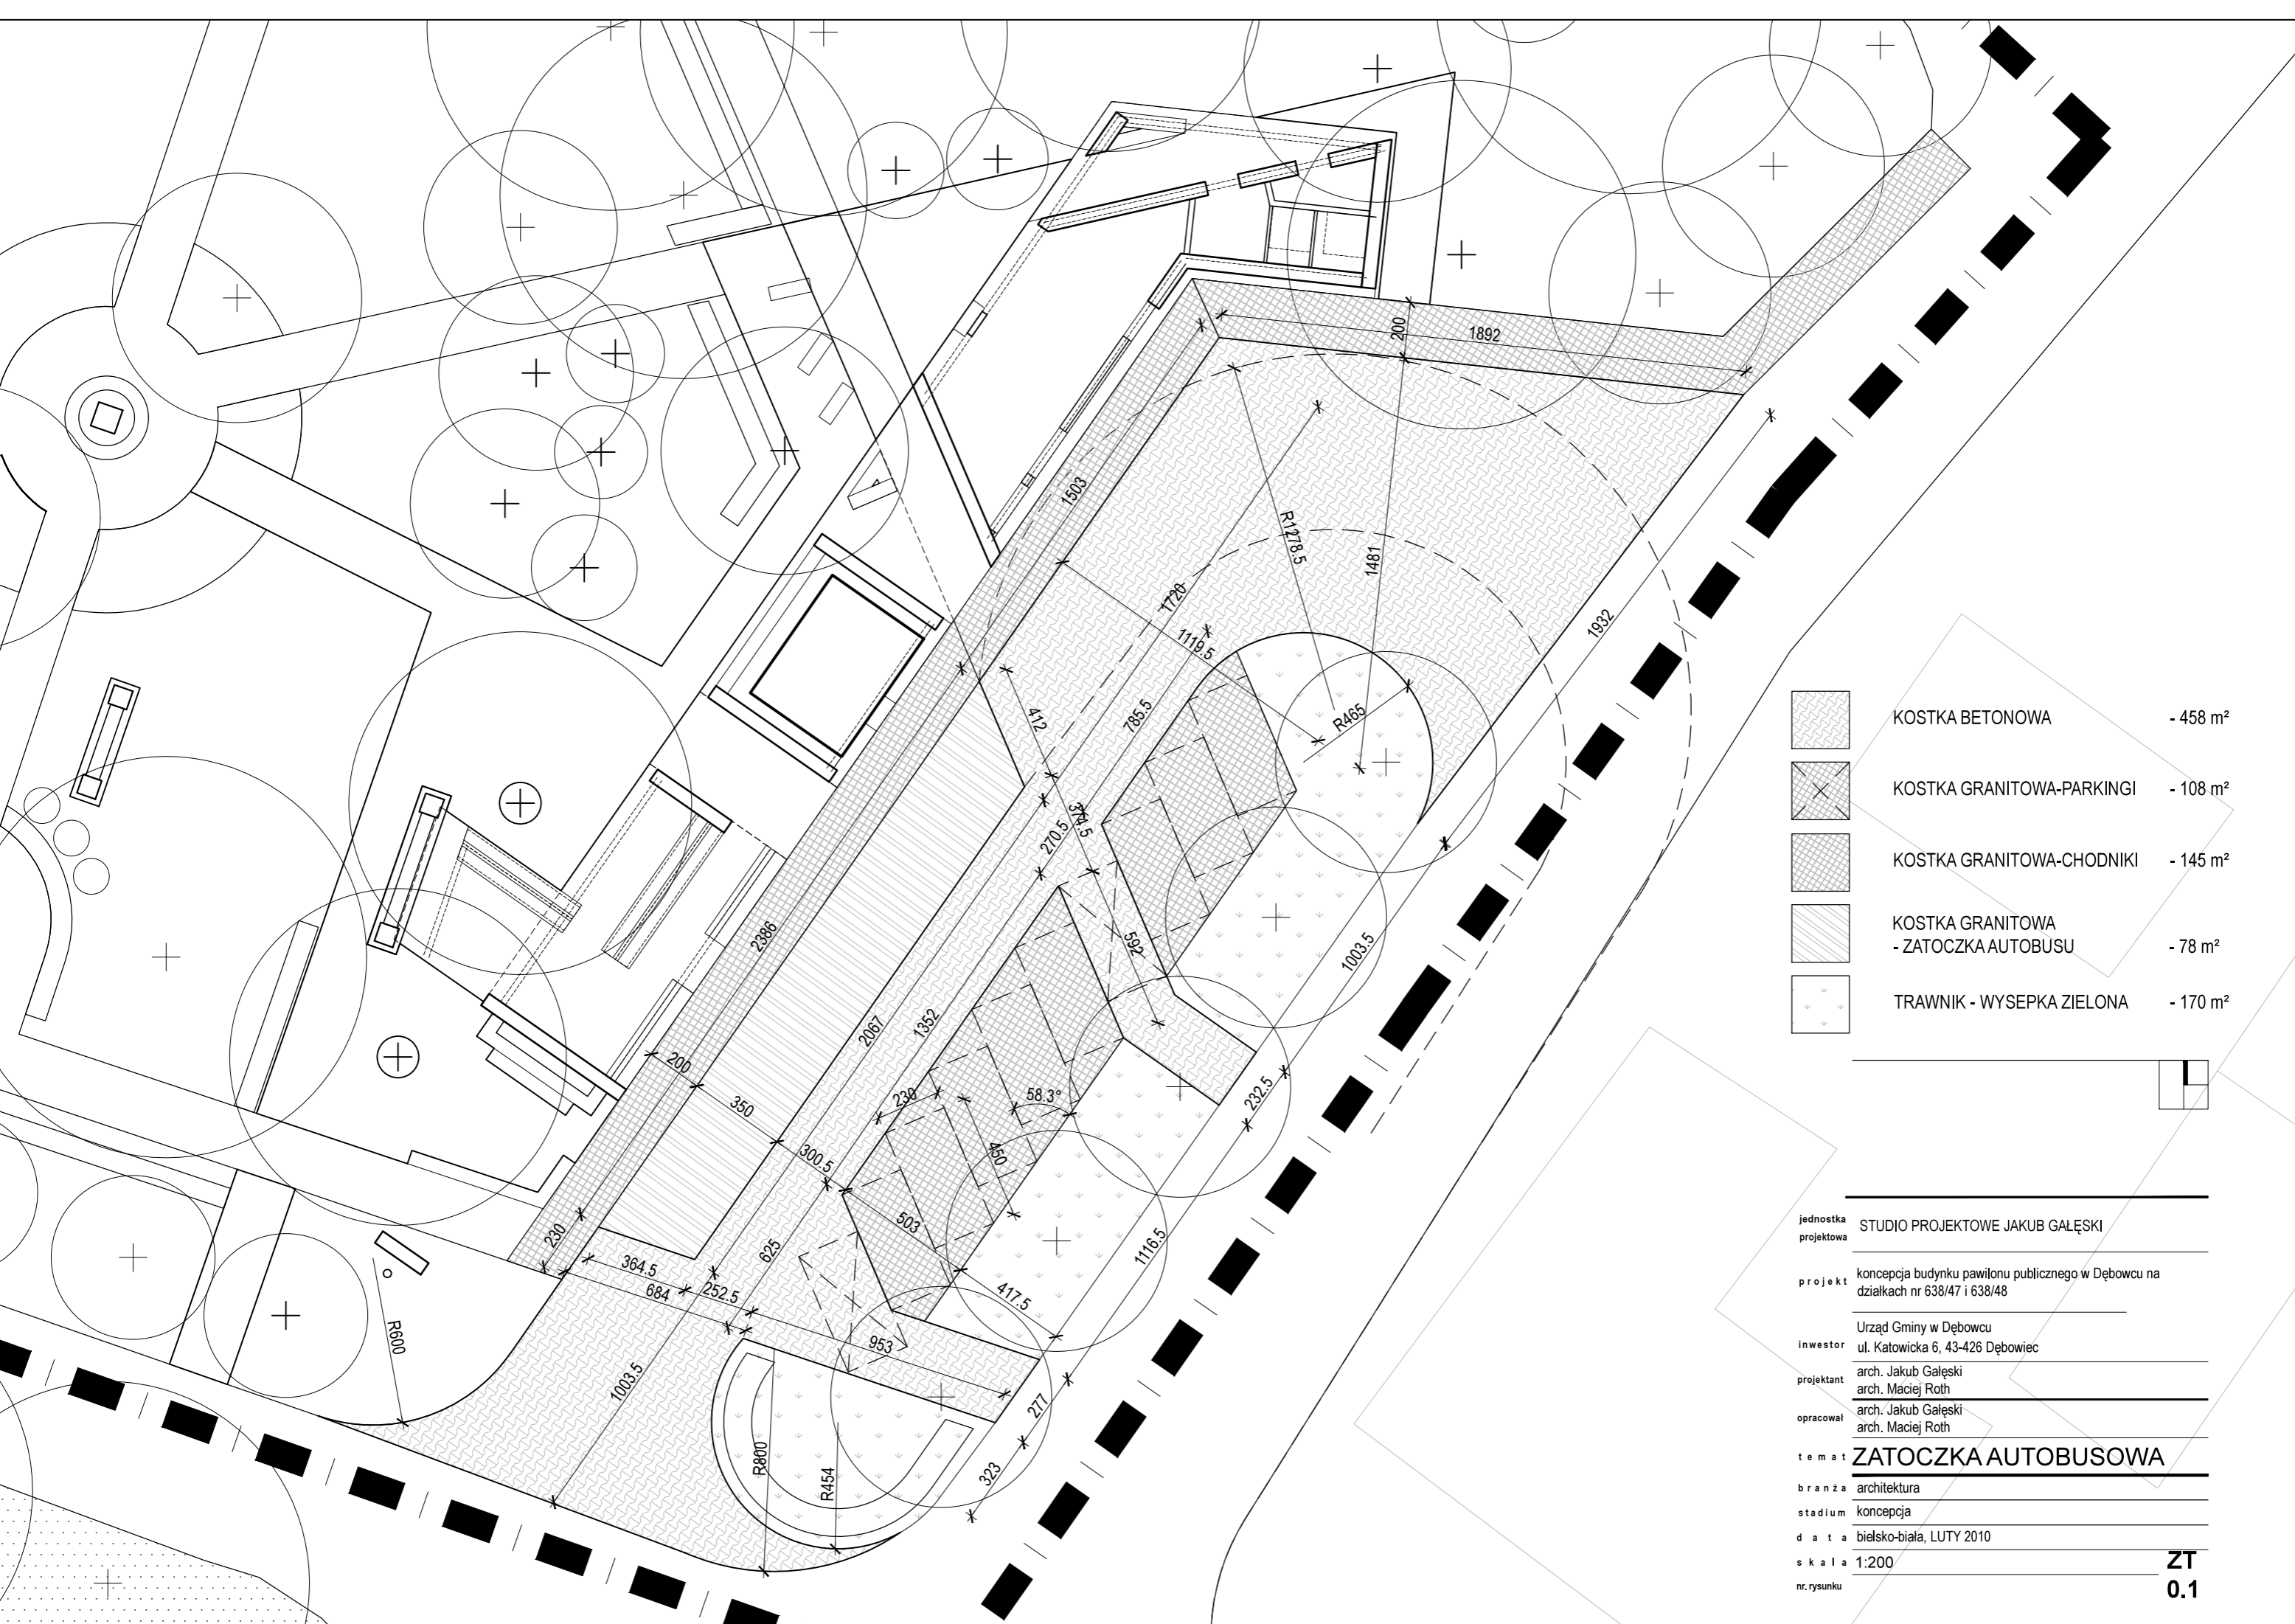 200
1892
1503
R1278.5
1481
1720
1119.5
1932
412
785.5
R465
KOSTKA BETONOWA - 458 m²
KOSTKA GRANITOWA-PARKINGI - 108 m²
374.5
270.5
KOSTKA GRANITOWA-CHODNIKI - 145 m²
KOSTKA GRANITOWA
- ZATOCZKA AUTOBUSU - 78 m²
2386
592
1003.5
TRAWNIK - WYSEPKA ZIELONA - 170 m²
2067
1352
200
350
230
58.3°
232.5
450
300.5
503
230
625
1116.5
364.5
684
252.5
417.5
R600
953
1003.5
277
R800
R454
323
jednostka
projektowa
STUDIO PROJEKTOWE JAKUB GAŁĘSKI
projekt
koncepcja budynku pawilonu publicznego w Dębowcu na
działkach nr 638/47 i 638/48
inwestor
Urząd Gminy w Dębowcu
ul. Katowicka 6, 43-426 Dębowiec
projektant
arch. Jakub Gałęski
arch. Maciej Roth
opracował
arch. Jakub Gałęski
arch. Maciej Roth
temat ZATOCZKA AUTOBUSOWA
branża architektura
stadium koncepcja
data bielsko-biała, LUTY 2010
skala 1:200
nr. rysunku
ZT
0.1